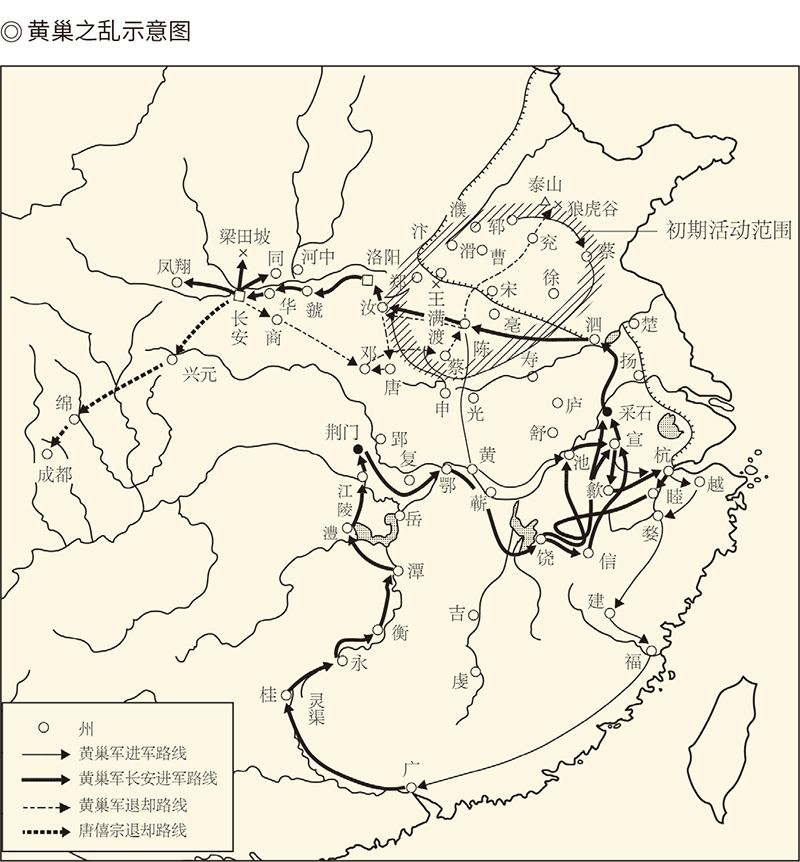 ◎ 黄巢之乱示意图
泰山
濮
郓
狼虎谷
汴
滑
曹
兖
初期活动范围
蔡
梁田坡
凤翔
同
河中
洛阳
郑
徐
王满渡
宋
亳
长安
华
虢
商
汝
陈
泗
楚
邓
唐
蔡
寿
扬
兴元
申
光
庐
采石
绵
荆门
郢
舒
宣
成都
复
黄
池
杭
江陵
鄂
蕲
歙
睦
越
澧
岳
婺
饶
信
潭
建
吉
衡
永
福
虔
桂
灵渠
广
州
黄巢军进军路线
黄巢军长安进军路线
黄巢军退却路线
唐僖宗退却路线